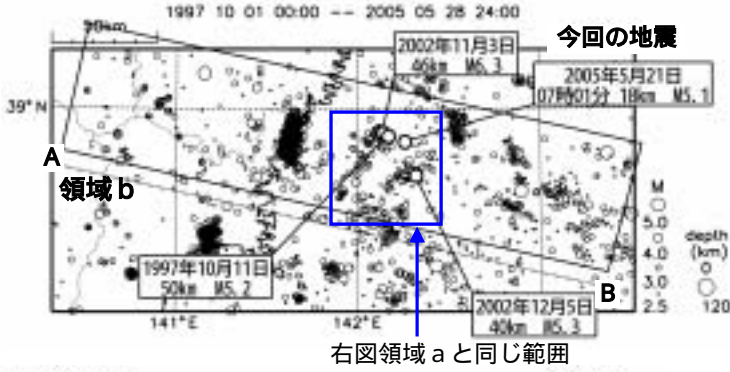 1997 10 01 00:00 -- 2005 05 28 24:00
50km
2002年11月3日
46km M6.3
今回の地震
2005年5月21日
07時01分 18km M5.1
39°N
A
領域b
M
5.0
4.0
3.0
2.5
depth
(km)
0
120
1997年10月11日
50km M5.2
B
2002年12月5日
40km M5.3
141°E
142°E
右図領域aと同じ範囲